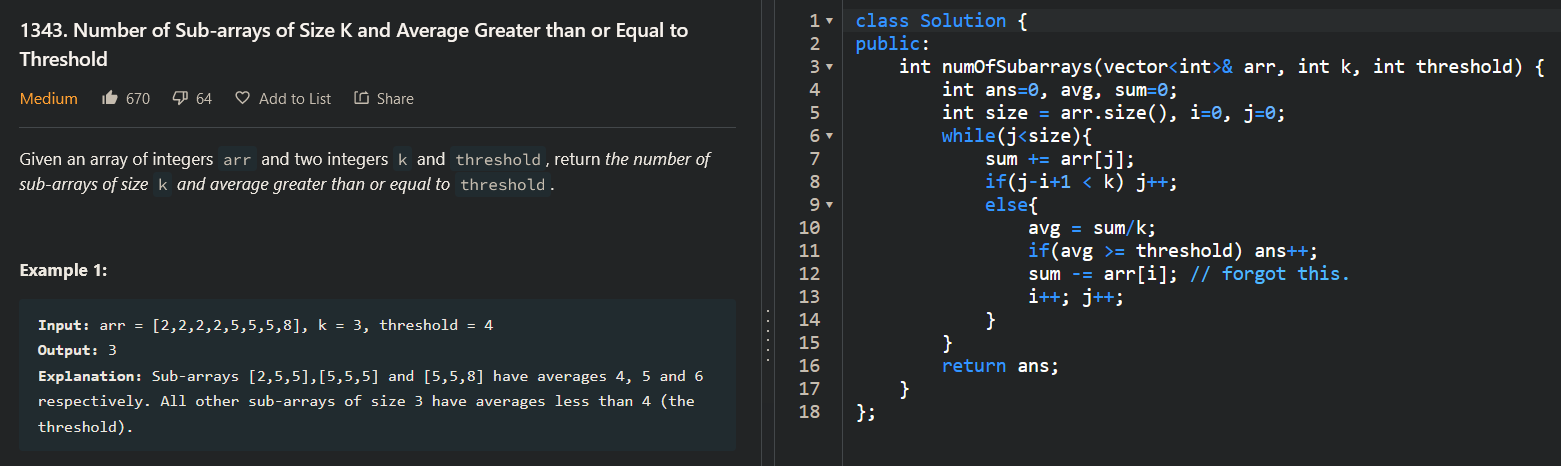 1343. Number of Sub-arrays of Size K and Average Greater than or Equal to
Threshold
Medium 670 64 Add to List Share
Given an array of integers arr and two integers k and threshold, return the number of
sub-arrays of size k and average greater than or equal to threshold.
Example 1:
Input: arr = [2,2,2,2,5,5,5,8], k = 3, threshold = 4
Output: 3
Explanation: Sub-arrays [2,5,5],[5,5,5] and [5,5,8] have averages 4, 5 and 6
respectively. All other sub-arrays of size 3 have averages less than 4 (the
threshold).
1 class Solution {
2 public:
3     int numOfSubarrays(vector<int>& arr, int k, int threshold) {
4         int ans=0, avg, sum=0;
5         int size = arr.size(), i=0, j=0;
6         while(j<size){
7             sum += arr[j];
8             if(j-i+1 < k) j++;
9             else{
10                 avg = sum/k;
11                 if(avg >= threshold) ans++;
12                 sum -= arr[i]; // forgot this.
13                 i++; j++;
14             }
15         }
16         return ans;
17     }
18 };